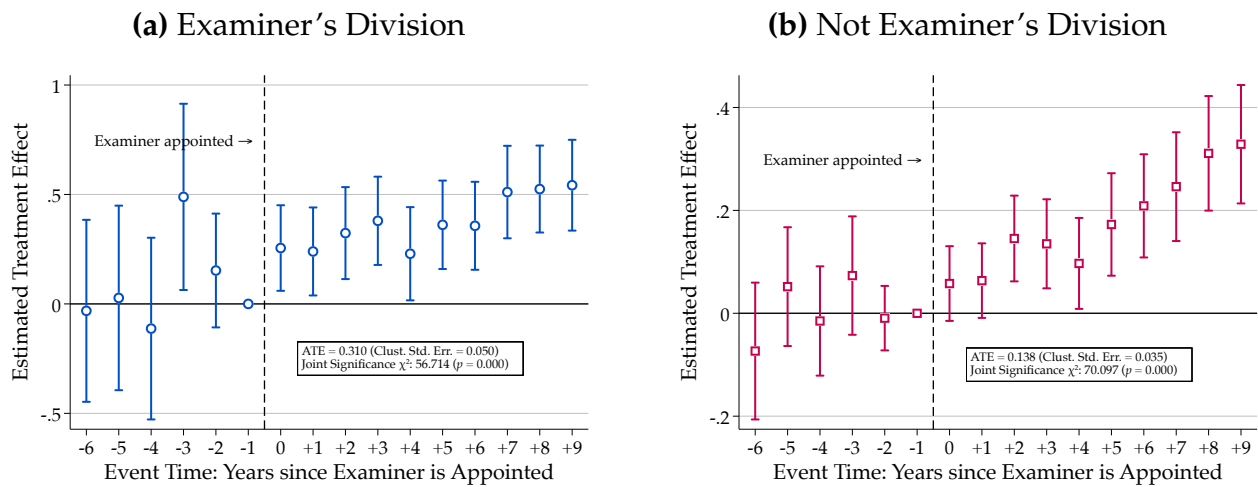 (a) Examiner's Division
Estimated Treatment Effect
1
.5
0
-.5
Examiner appointed →
ATE = 0.310 (Clust. Std. Err. = 0.050)
Joint Significance χ²: 56.714 (p = 0.000)
-6 -5 -4 -3 -2 -1 0 +1 +2 +3 +4 +5 +6 +7 +8 +9
Event Time: Years since Examiner is Appointed
(b) Not Examiner's Division
Estimated Treatment Effect
.4
.2
0
-.2
Examiner appointed →
ATE = 0.138 (Clust. Std. Err. = 0.035)
Joint Significance χ²: 70.097 (p = 0.000)
-6 -5 -4 -3 -2 -1 0 +1 +2 +3 +4 +5 +6 +7 +8 +9
Event Time: Years since Examiner is Appointed